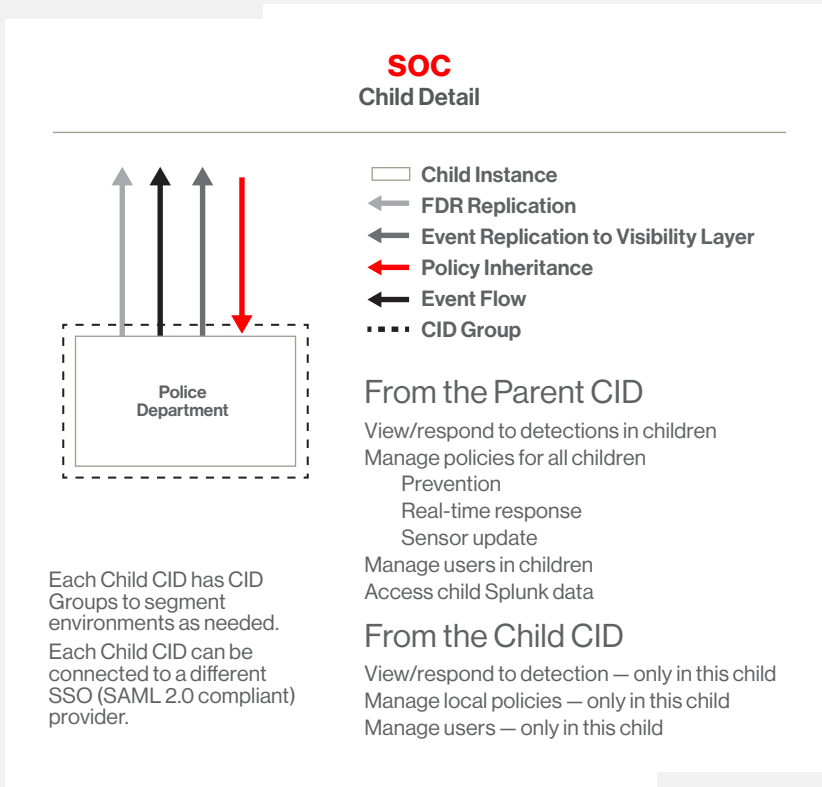 SOC
Child Detail
Child Instance
FDR Replication
Event Replication to Visibility Layer
Policy Inheritance
Event Flow
CID Group
Police
Department
Each Child CID has CID
Groups to segment
environments as needed.
Each Child CID can be
connected to a different
SSO (SAML 2.0 compliant)
provider.
From the Parent CID
View/respond to detections in children
Manage policies for all children
Prevention
Real-time response
Sensor update
Manage users in children
Access child Splunk data
From the Child CID
View/respond to detection — only in this child
Manage local policies — only in this child
Manage users — only in this child